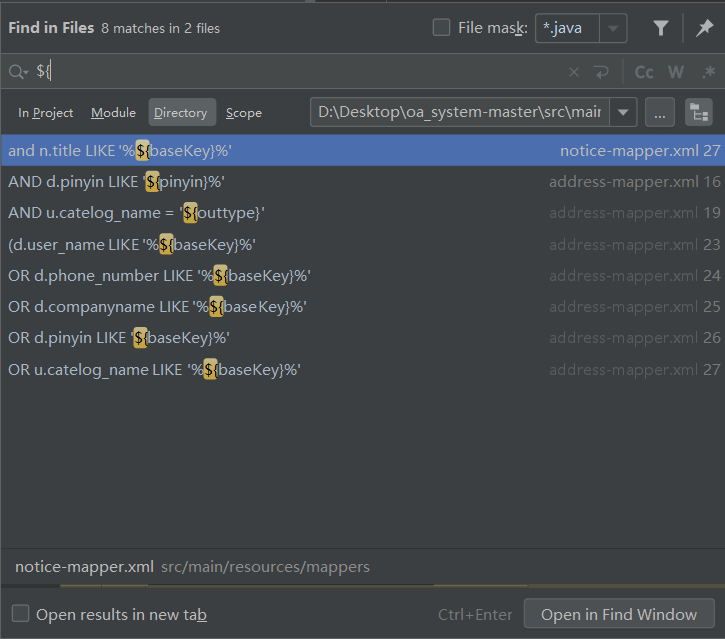 Find in Files 8 matches in 2 files File mask: *.java
${ Cc W .*
In Project Module Directory Scope D:\Desktop\oa_system-master\src\main ...
and n.title LIKE '%${baseKey}%' notice-mapper.xml 27
AND d.pinyin LIKE '${pinyin}%' address-mapper.xml 16
AND u.catelog_name = '${outtype}' address-mapper.xml 19
(d.user_name LIKE '%${baseKey}%' address-mapper.xml 23
OR d.phone_number LIKE '%${baseKey}%' address-mapper.xml 24
OR d.companyname LIKE '%${baseKey}%' address-mapper.xml 25
OR d.pinyin LIKE '${baseKey}%' address-mapper.xml 26
OR u.catelog_name LIKE '%${baseKey}%' address-mapper.xml 27
notice-mapper.xml src/main/resources/mappers
Open results in new tab Ctrl+Enter Open in Find Window